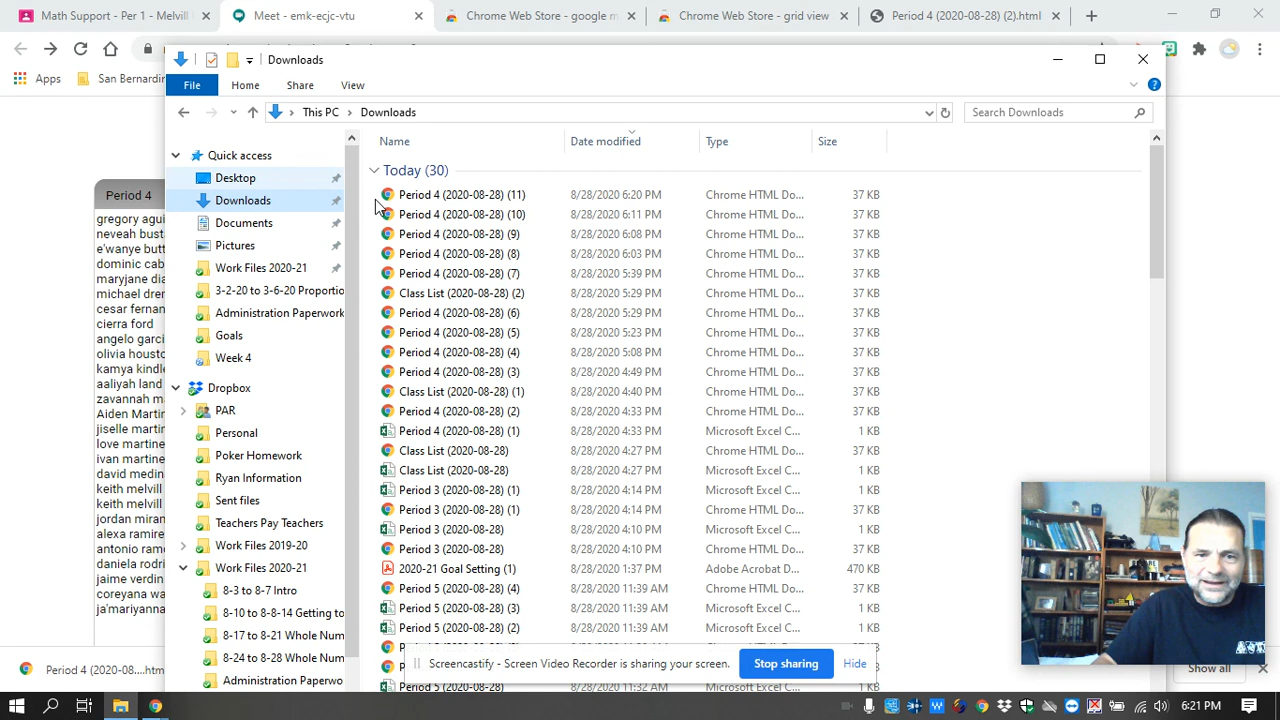 Math Support - Per 1 - Melvill
Meet - emk-ecjc-vtu
Chrome Web Store - google m
Chrome Web Store - grid view
Period 4 (2020-08-28) (2).html
Downloads
Apps
San Bernardin
File Home Share View
This PC > Downloads
Search Downloads
Name Date modified Type Size
Today (30)
Quick access
Desktop
Downloads
Documents
Pictures
Work Files 2020-21
3-2-20 to 3-6-20 Proportio
Administration Paperwork
Goals
Week 4
Dropbox
PAR
Personal
Poker Homework
Ryan Information
Sent files
Teachers Pay Teachers
Work Files 2019-20
Work Files 2020-21
8-3 to 8-7 Intro
8-10 to 8-8-14 Getting to
8-17 to 8-21 Whole Num
8-24 to 8-28 Whole Num
Administration Paperwo
Period 4 (2020-08-28) (11) 8/28/2020 6:20 PM Chrome HTML Do... 37 KB
Period 4 (2020-08-28) (10) 8/28/2020 6:11 PM Chrome HTML Do... 37 KB
Period 4 (2020-08-28) (9) 8/28/2020 6:08 PM Chrome HTML Do... 37 KB
Period 4 (2020-08-28) (8) 8/28/2020 6:03 PM Chrome HTML Do... 37 KB
Period 4 (2020-08-28) (7) 8/28/2020 5:39 PM Chrome HTML Do... 37 KB
Class List (2020-08-28) (2) 8/28/2020 5:29 PM Chrome HTML Do... 37 KB
Period 4 (2020-08-28) (6) 8/28/2020 5:29 PM Chrome HTML Do... 37 KB
Period 4 (2020-08-28) (5) 8/28/2020 5:23 PM Chrome HTML Do... 37 KB
Period 4 (2020-08-28) (4) 8/28/2020 5:08 PM Chrome HTML Do... 37 KB
Period 4 (2020-08-28) (3) 8/28/2020 4:49 PM Chrome HTML Do... 37 KB
Class List (2020-08-28) (1) 8/28/2020 4:40 PM Chrome HTML Do... 37 KB
Period 4 (2020-08-28) (2) 8/28/2020 4:33 PM Chrome HTML Do... 37 KB
Period 4 (2020-08-28) (1) 8/28/2020 4:33 PM Microsoft Excel C... 1 KB
Class List (2020-08-28) 8/28/2020 4:27 PM Chrome HTML Do... 37 KB
Class List (2020-08-28) 8/28/2020 4:27 PM Microsoft Excel C... 1 KB
Period 3 (2020-08-28) (1) 8/28/2020 4:14 PM Microsoft Excel C... 1 KB
Period 3 (2020-08-28) (1) 8/28/2020 4:14 PM Chrome HTML Do... 37 KB
Period 3 (2020-08-28) 8/28/2020 4:10 PM Microsoft Excel C... 1 KB
Period 3 (2020-08-28) 8/28/2020 4:10 PM Chrome HTML Do... 37 KB
2020-21 Goal Setting (1) 8/28/2020 1:37 PM Adobe Acrobat D... 470 KB
Period 5 (2020-08-28) (4) 8/28/2020 11:39 AM Chrome HTML Do... 37 KB
Period 5 (2020-08-28) (3) 8/28/2020 11:39 AM Microsoft Excel C... 1 KB
Period 5 (2020-08-28) (2) 8/28/2020 11:39 AM Microsoft Excel C... 1 KB
Period 5 (2020-08-28) 8/28/2020 11:32 AM Microsoft Excel C... 1 KB
Period 4
gregory agui
neveah bust
e'wanye butt
dominic cab
maryjane dia
michael dren
cesar fernan
cierra ford
angelo garci
olivia housto
kamya kindle
aaliyah land
zavannah m
Aiden Martin
jiselle martin
love martine
ivan martine
david medin
keith melvill
keith melvill
jordan miran
alexa ramire
antonio ramo
daniela rodri
jaime verdin
coreyana wa
ja'mariyanna
Screencastify - Screen Video Recorder is sharing your screen. Stop sharing Hide
Period 4 (2020-08....htm
Show all
6:21 PM